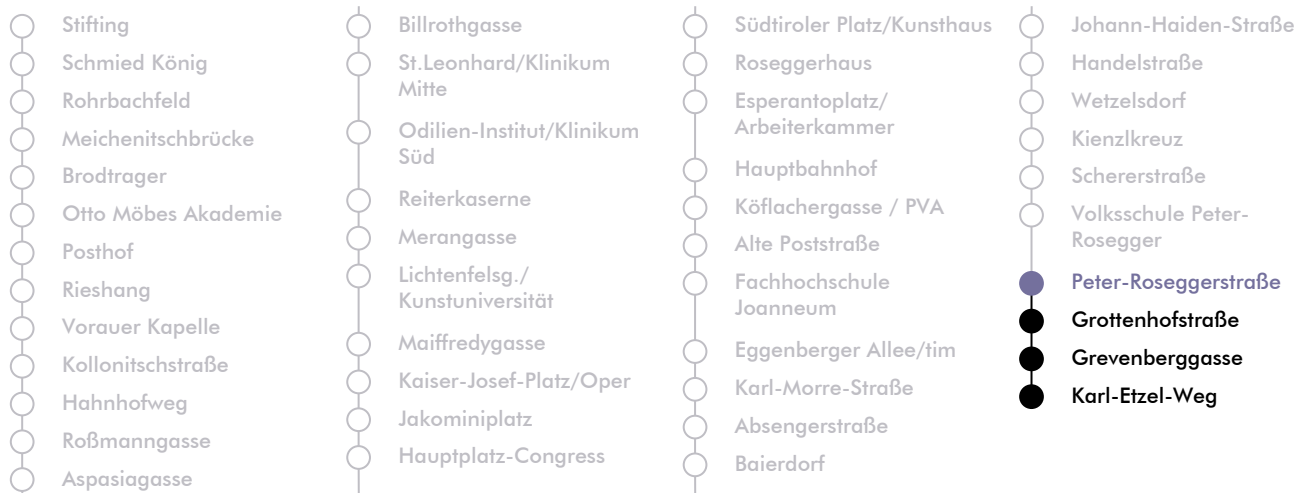 Stifting
Schmied König
Rohrbachfeld
Meichenitschbrücke
Brodtrager
Otto Möbes Akademie
Posthof
Rieshang
Vorauer Kapelle
Kollonitschstraße
Hahnhofweg
Roßmanngasse
Aspasiagasse
Billrothgasse
St.Leonhard/Klinikum
Mitte
Odilien-Institut/Klinikum
Süd
Reiterkaserne
Merangasse
Lichtenfelsg./
Kunstuniversität
Maiffredygasse
Kaiser-Josef-Platz/Oper
Jakominiplatz
Hauptplatz-Congress
Südtiroler Platz/Kunsthaus
Roseggerhaus
Esperantoplatz/
Arbeiterkammer
Hauptbahnhof
Köflachergasse / PVA
Alte Poststraße
Fachhochschule
Joanneum
Eggenberger Allee/tim
Karl-Morre-Straße
Absengerstraße
Baierdorf
Johann-Haiden-Straße
Handelstraße
Wetzelsdorf
Kienzlkreuz
Schererstraße
Volksschule Peter-
Rosegger
Peter-Roseggerstraße
Grottenhofstraße
Grevenberggasse
Karl-Etzel-Weg